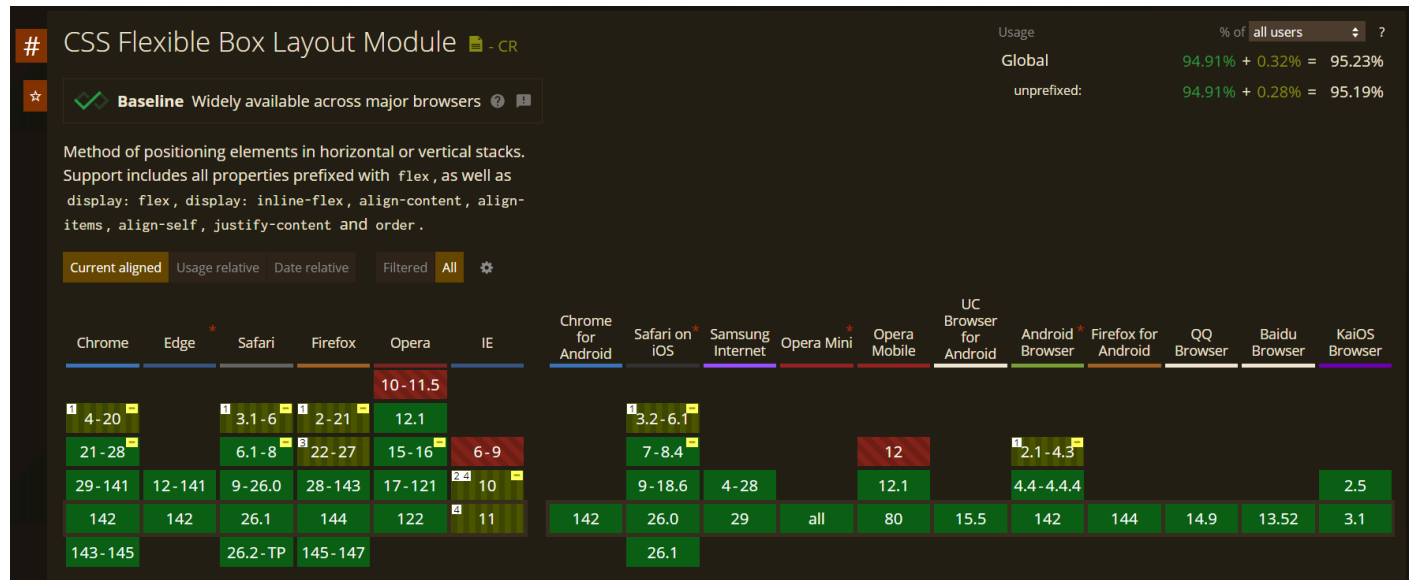 #
CSS Flexible Box Layout Module - CR
Usage % of all users ?
Global 94.91% + 0.32% = 95.23%
unprefixed: 94.91% + 0.28% = 95.19%
☆
Baseline Widely available across major browsers ?
Method of positioning elements in horizontal or vertical stacks.
Support includes all properties prefixed with flex, as well as
display: flex, display: inline-flex, align-content, align-
items, align-self, justify-content and order.
Current aligned Usage relative Date relative Filtered All
Chrome Edge * Safari Firefox Opera IE Chrome for Android Safari on iOS * Samsung Internet Opera Mini * Opera Mobile UC Browser for Android Android Browser * Firefox for Android QQ Browser Baidu Browser KaiOS Browser
10-11.5
1 4-20 - 1 3.1-6 - 1 2-21 - 12.1 1 3.2-6.1 -
21-28 - 6.1-8 - 3 22-27 15-16 - 6-9 7-8.4 - 12 1 2.1-4.3 -
29-141 12-141 9-26.0 28-143 17-121 2 4 10 - 9-18.6 4-28 12.1 4.4-4.4.4 2.5
142 142 26.1 144 122 4 11 142 26.0 29 all 80 15.5 142 144 14.9 13.52 3.1
143-145 26.2-TP 145-147 26.1